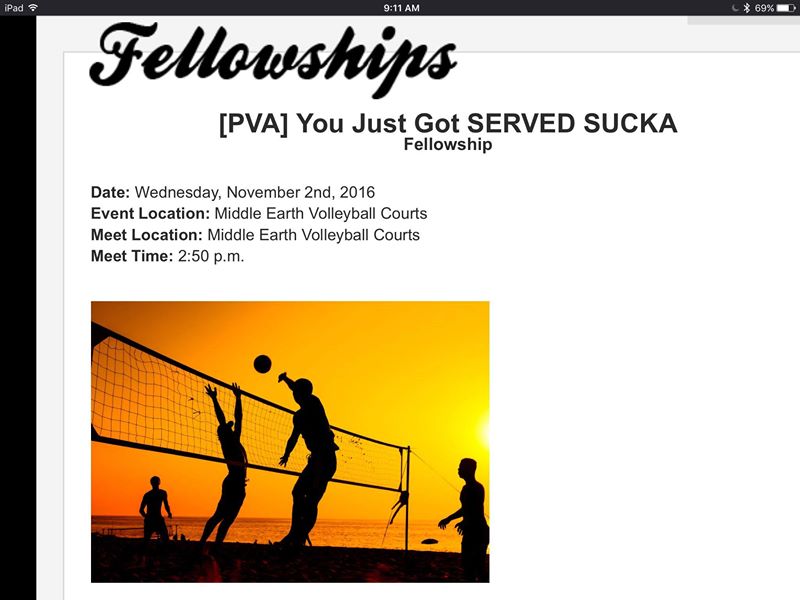 iPad 9:11 AM 69%
Fellowships
[PVA] You Just Got SERVED SUCKA
Fellowship
Date: Wednesday, November 2nd, 2016
Event Location: Middle Earth Volleyball Courts
Meet Location: Middle Earth Volleyball Courts
Meet Time: 2:50 p.m.